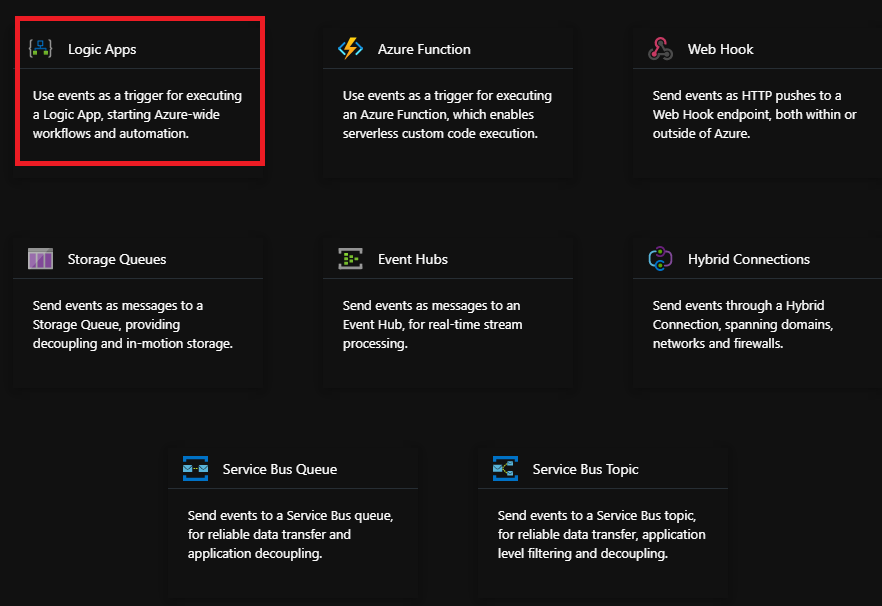 Logic Apps
Use events as a trigger for executing
a Logic App, starting Azure-wide
workflows and automation.
Azure Function
Use events as a trigger for executing
an Azure Function, which enables
serverless custom code execution.
Web Hook
Send events as HTTP pushes to a
Web Hook endpoint, both within or
outside of Azure.
Storage Queues
Send events as messages to a
Storage Queue, providing
decoupling and in-motion storage.
Event Hubs
Send events as messages to an
Event Hub, for real-time stream
processing.
Hybrid Connections
Send events through a Hybrid
Connection, spanning domains,
networks and firewalls.
Service Bus Queue
Send events to a Service Bus queue,
for reliable data transfer and
application decoupling.
Service Bus Topic
Send events to a Service Bus topic,
for reliable data transfer, application
level filtering and decoupling.